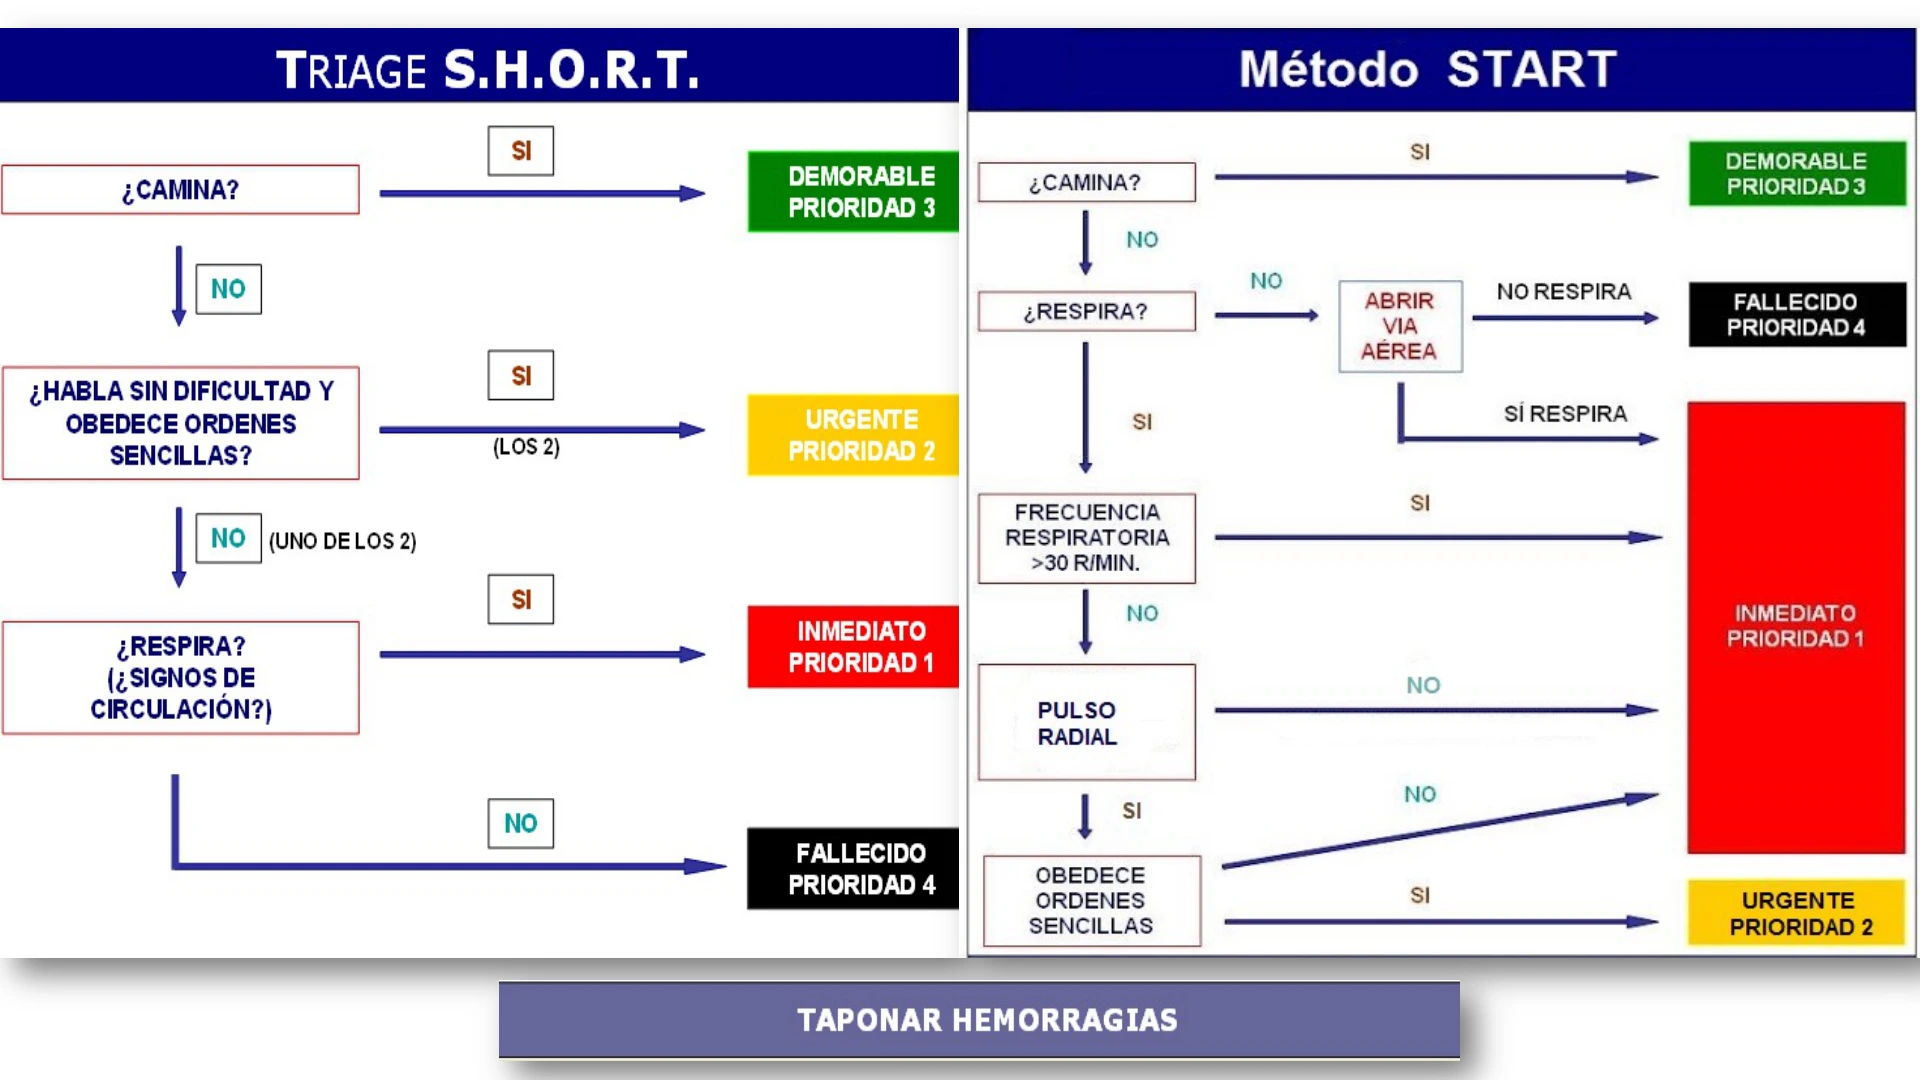 TRIAGE S.H.O.R.T.
¿CAMINA?
SI
DEMORABLE
PRIORIDAD 3
NO
¿HABLA SIN DIFICULTAD Y
OBEDECE ORDENES
SENCILLAS?
SI
(LOS 2)
URGENTE
PRIORIDAD 2
NO (UNO DE LOS 2)
¿RESPIRA?
(¿SIGNOS DE
CIRCULACIÓN?)
SI
INMEDIATO
PRIORIDAD 1
NO
FALLECIDO
PRIORIDAD 4
Método START
¿CAMINA?
SI
DEMORABLE
PRIORIDAD 3
NO
¿RESPIRA?
NO
ABRIR
VIA
AÉREA
NO RESPIRA
FALLECIDO
PRIORIDAD 4
SÍ RESPIRA
SI
FRECUENCIA
RESPIRATORIA
>30 R/MIN.
SI
INMEDIATO
PRIORIDAD 1
NO
PULSO
RADIAL
NO
SI
NO
OBEDECE
ORDENES
SENCILLAS
SI
URGENTE
PRIORIDAD 2
TAPONAR HEMORRAGIAS